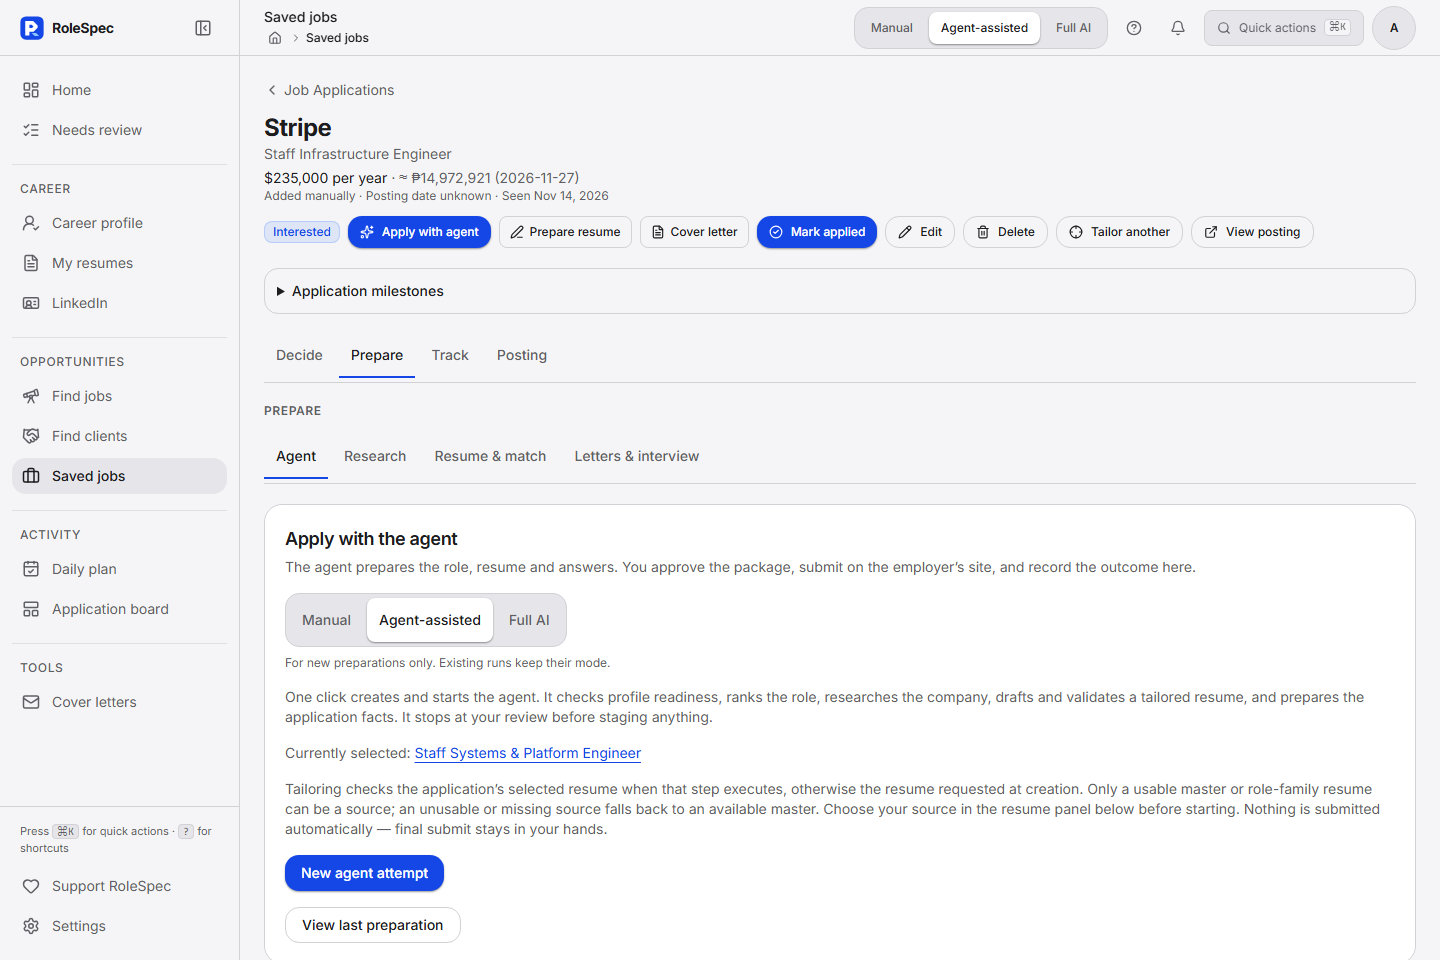 RoleSpec
Home
Needs review
CAREER
Career profile
My resumes
LinkedIn
OPPORTUNITIES
Find jobs
Find clients
Saved jobs
ACTIVITY
Daily plan
Application board
TOOLS
Cover letters
Press ⌘K for quick actions · ? for
shortcuts
Support RoleSpec
Settings
Saved jobs
Saved jobs
Manual Agent-assisted Full AI
Quick actions ⌘K
A
Job Applications
Stripe
Staff Infrastructure Engineer
$235,000 per year · ≈ ₱14,972,921 (2026-11-27)
Added manually · Posting date unknown · Seen Nov 14, 2026
Interested Apply with agent Prepare resume Cover letter Mark applied Edit Delete Tailor another View posting
Application milestones
Decide Prepare Track Posting
PREPARE
Agent Research Resume & match Letters & interview
Apply with the agent
The agent prepares the role, resume and answers. You approve the package, submit on the employer’s site, and record the outcome here.
Manual Agent-assisted Full AI
For new preparations only. Existing runs keep their mode.
One click creates and starts the agent. It checks profile readiness, ranks the role, researches the company, drafts and validates a tailored resume, and prepares the
application facts. It stops at your review before staging anything.
Currently selected: Staff Systems & Platform Engineer
Tailoring checks the application’s selected resume when that step executes, otherwise the resume requested at creation. Only a usable master or role-family resume
can be a source; an unusable or missing source falls back to an available master. Choose your source in the resume panel below before starting. Nothing is submitted
automatically — final submit stays in your hands.
New agent attempt
View last preparation